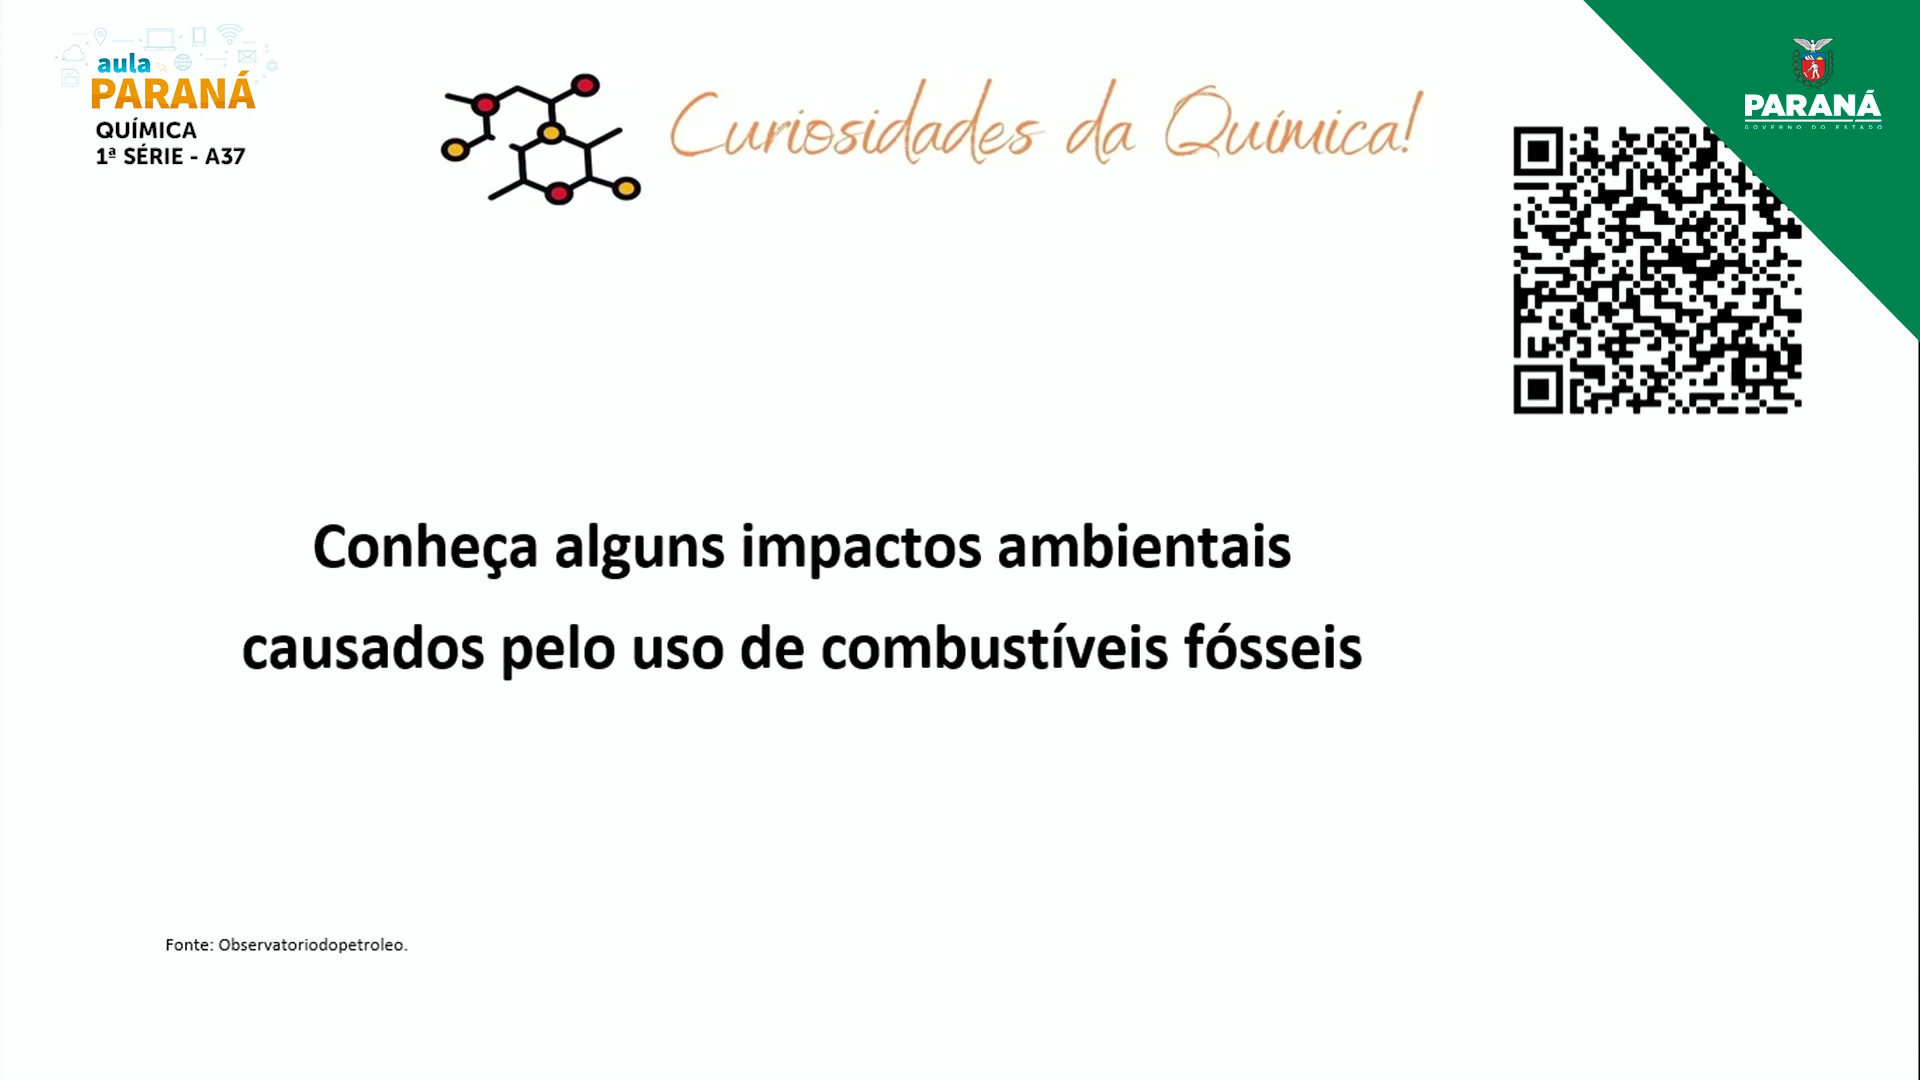 aula
PARANÁ
QUÍMICA
1ª SÉRIE - A37
Curiosidades da Química!
PARANÁ
GOVERNO DO ESTADO
Conheça alguns impactos ambientais
causados pelo uso de combustíveis fósseis
Fonte: Observatoriodopetroleo.